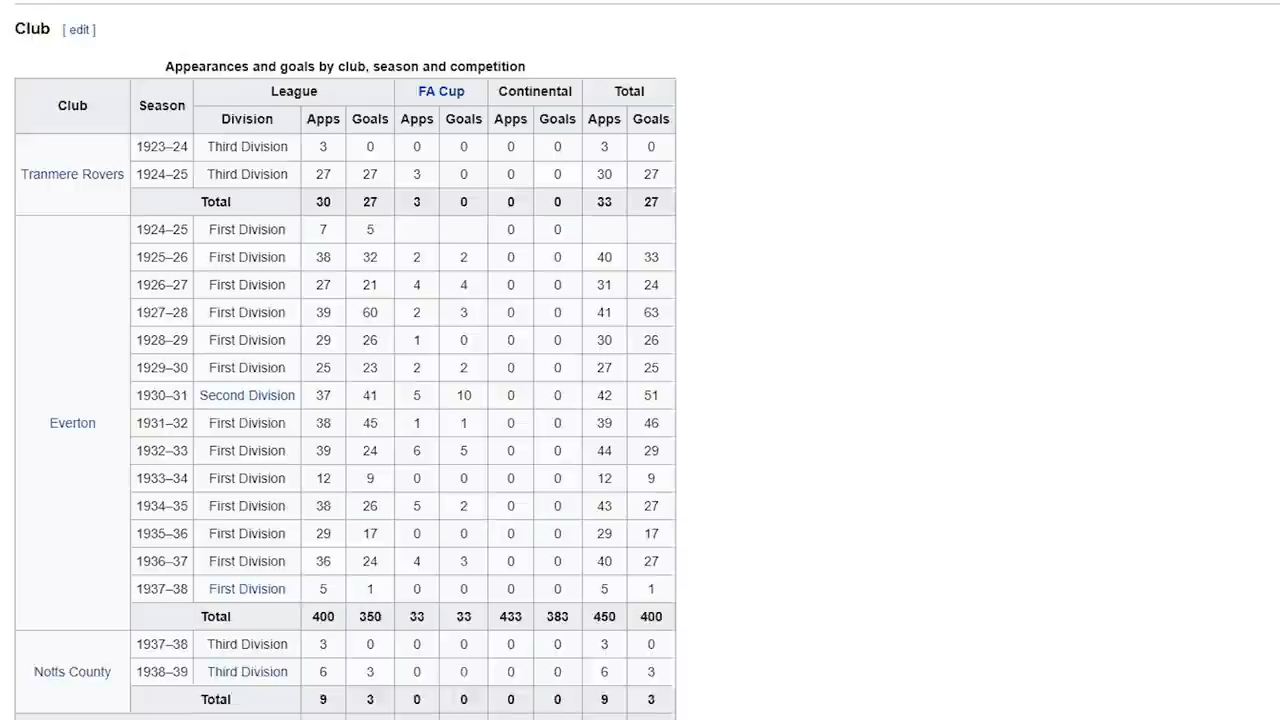 Club [ edit ]
Appearances and goals by club, season and competition
Club Season League FA Cup Continental Total
Division Apps Goals Apps Goals Apps Goals Apps Goals
Tranmere Rovers 1923–24 Third Division 3 0 0 0 0 0 3 0
1924–25 Third Division 27 27 3 0 0 0 30 27
Total 30 27 3 0 0 0 33 27
Everton 1924–25 First Division 7 5 0 0
1925–26 First Division 38 32 2 2 0 0 40 33
1926–27 First Division 27 21 4 4 0 0 31 24
1927–28 First Division 39 60 2 3 0 0 41 63
1928–29 First Division 29 26 1 0 0 0 30 26
1929–30 First Division 25 23 2 2 0 0 27 25
1930–31 Second Division 37 41 5 10 0 0 42 51
1931–32 First Division 38 45 1 1 0 0 39 46
1932–33 First Division 39 24 6 5 0 0 44 29
1933–34 First Division 12 9 0 0 0 0 12 9
1934–35 First Division 38 26 5 2 0 0 43 27
1935–36 First Division 29 17 0 0 0 0 29 17
1936–37 First Division 36 24 4 3 0 0 40 27
1937–38 First Division 5 1 0 0 0 0 5 1
Total 400 350 33 33 433 383 450 400
Notts County 1937–38 Third Division 3 0 0 0 0 0 3 0
1938–39 Third Division 6 3 0 0 0 0 6 3
Total 9 3 0 0 0 0 9 3